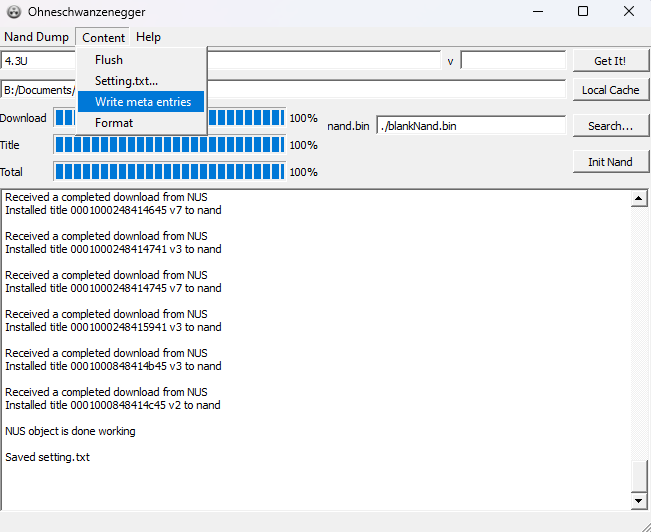 Ohneschwanzenegger
Nand Dump Content Help
4.3U v Get It!
Flush
Setting.txt...
Write meta entries
Format
B:/Documents/ Local Cache
Download 100% nand.bin ./blankNand.bin Search...
Title 100%
Total 100% Init Nand
Received a completed download from NUS
Installed title 0001000248414645 v7 to nand
Received a completed download from NUS
Installed title 0001000248414741 v3 to nand
Received a completed download from NUS
Installed title 0001000248414745 v7 to nand
Received a completed download from NUS
Installed title 0001000248415941 v3 to nand
Received a completed download from NUS
Installed title 0001000848414b45 v3 to nand
Received a completed download from NUS
Installed title 0001000848414c45 v2 to nand
NUS object is done working
Saved setting.txt